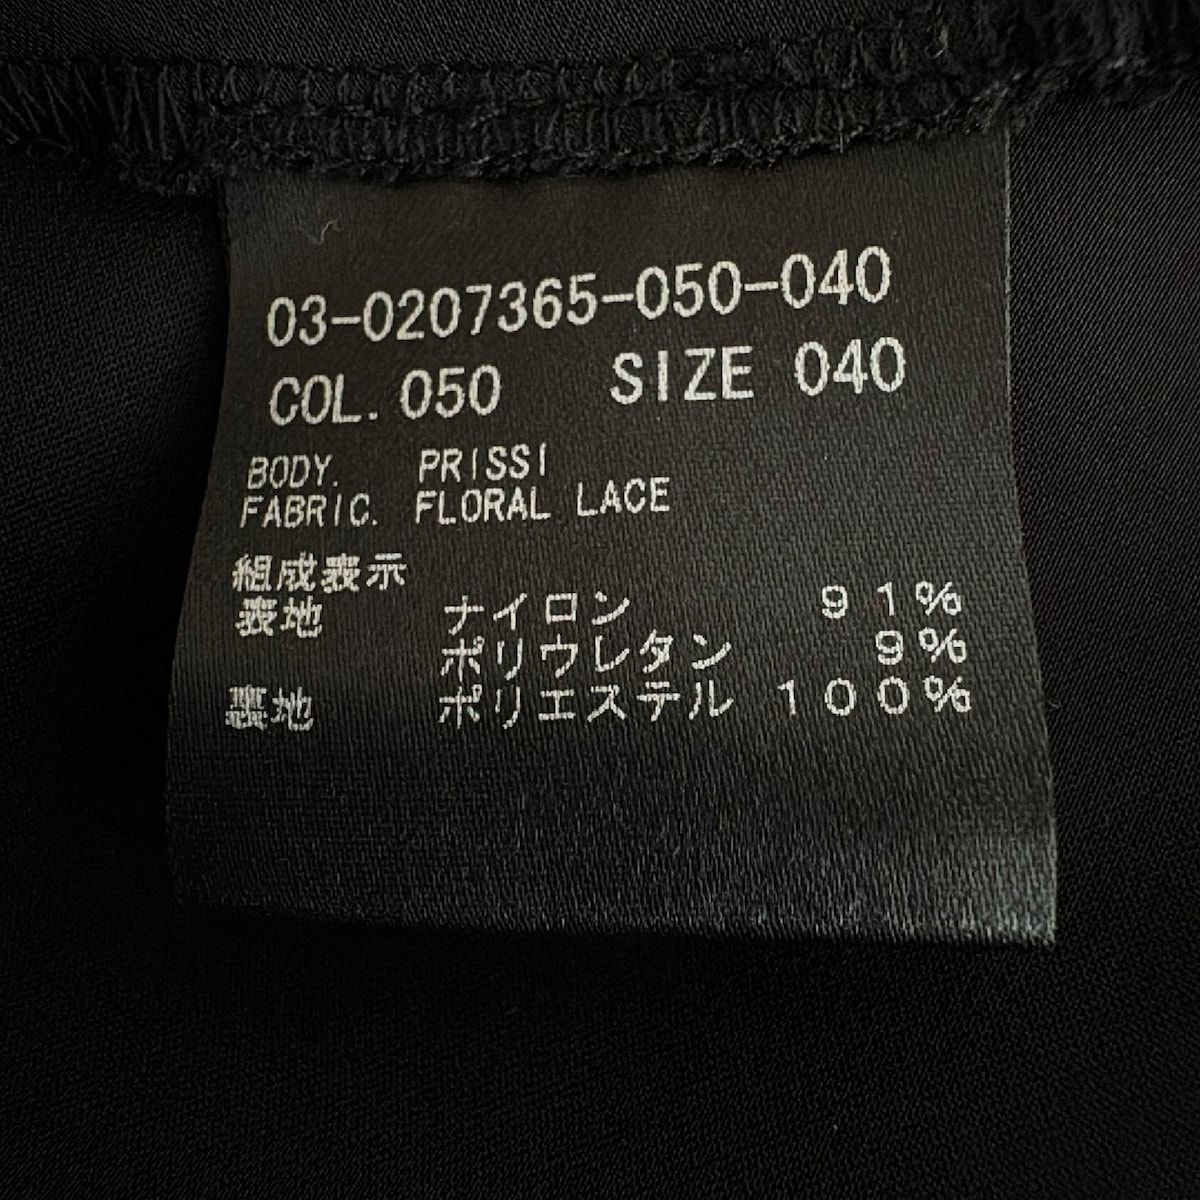 03-0207365-050-040
COL. 050 SIZE 040
BODY. PRISSI
FABRIC. FLORAL LACE
組成表示
表地 ナイロン 91%
ポリウレタン 9%
裏地 ポリエステル 100%